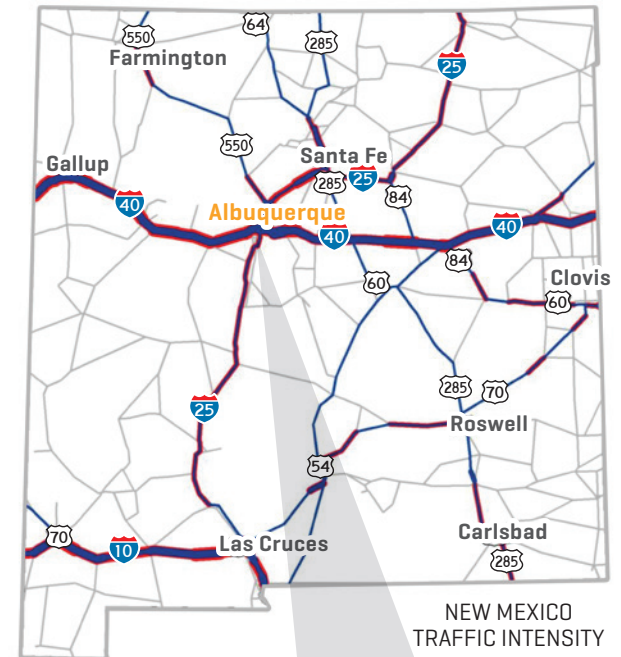 64
550
285
Farmington
25
550
Gallup
Santa Fe
25
285
84
40
Albuquerque
40
40
84
60
Clovis
60
285
70
25
Roswell
54
Carlsbad
70
10
Las Cruces
285
NEW MEXICO
TRAFFIC INTENSITY